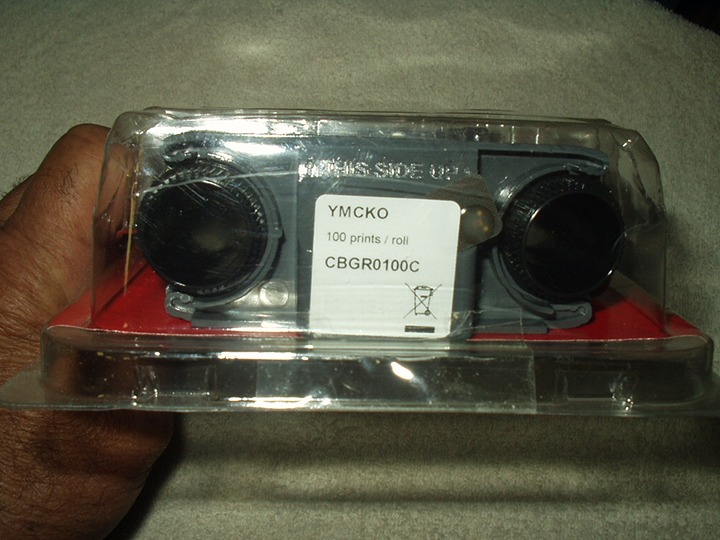 THIS SIDE UP
YMCKO
100 prints / roll
CBGR0100C